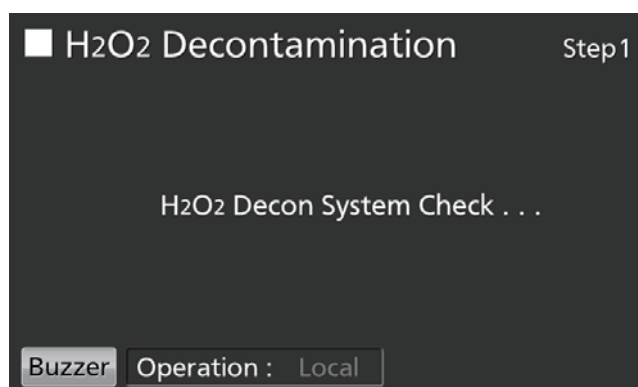 H2O2 Decontamination Step1
H2O2 Decon System Check . . .
Buzzer Operation : Local